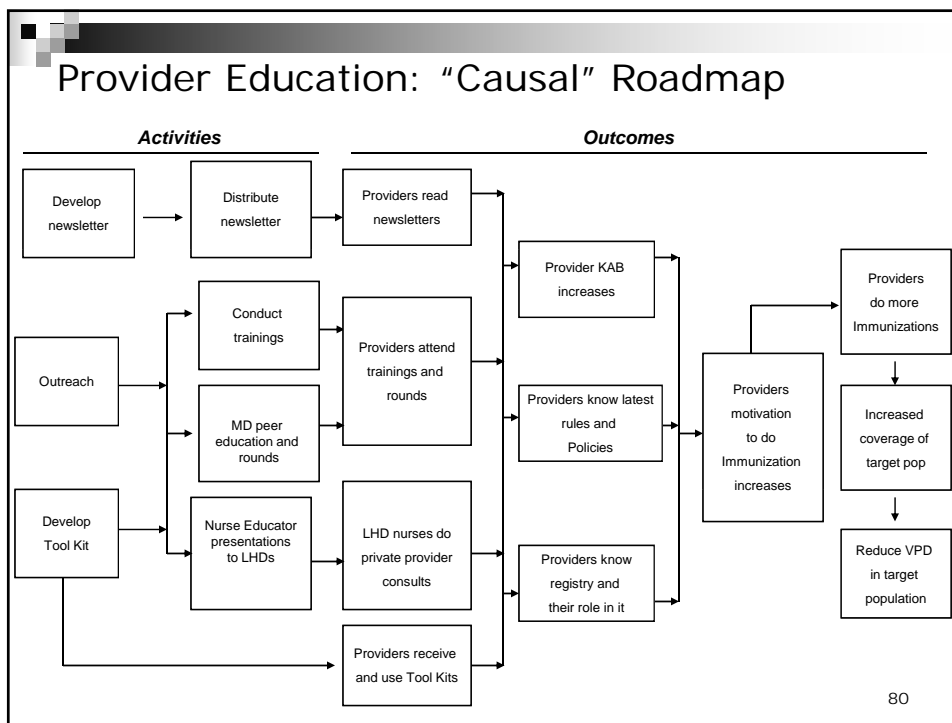 Provider Education: “Causal” Roadmap
Activities
Outcomes
Develop
newsletter
Distribute
newsletter
Providers read
newsletters
Outreach
Conduct
trainings
MD peer
education and
rounds
Providers attend
trainings and
rounds
Develop
Tool Kit
Nurse Educator
presentations
to LHDs
LHD nurses do
private provider
consults
Providers receive
and use Tool Kits
Provider KAB
increases
Providers know latest
rules and
Policies
Providers know
registry and
their role in it
Providers
motivation
to do
Immunization
increases
Providers
do more
Immunizations
Increased
coverage of
target pop
Reduce VPD
in target
population
80